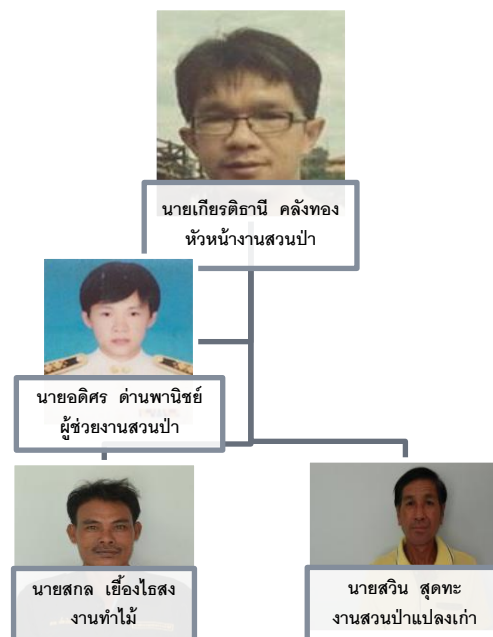 นายเกียรติธานี คลังทอง
หัวหน้างานสวนป่า
นายอดิศร ด่านพานิชย์
ผู้ช่วยงานสวนป่า
นายสกล เยื้องไธสง
งานทำไม้
นายสวิน สุดทะ
งานสวนป่าแปลงเก่า